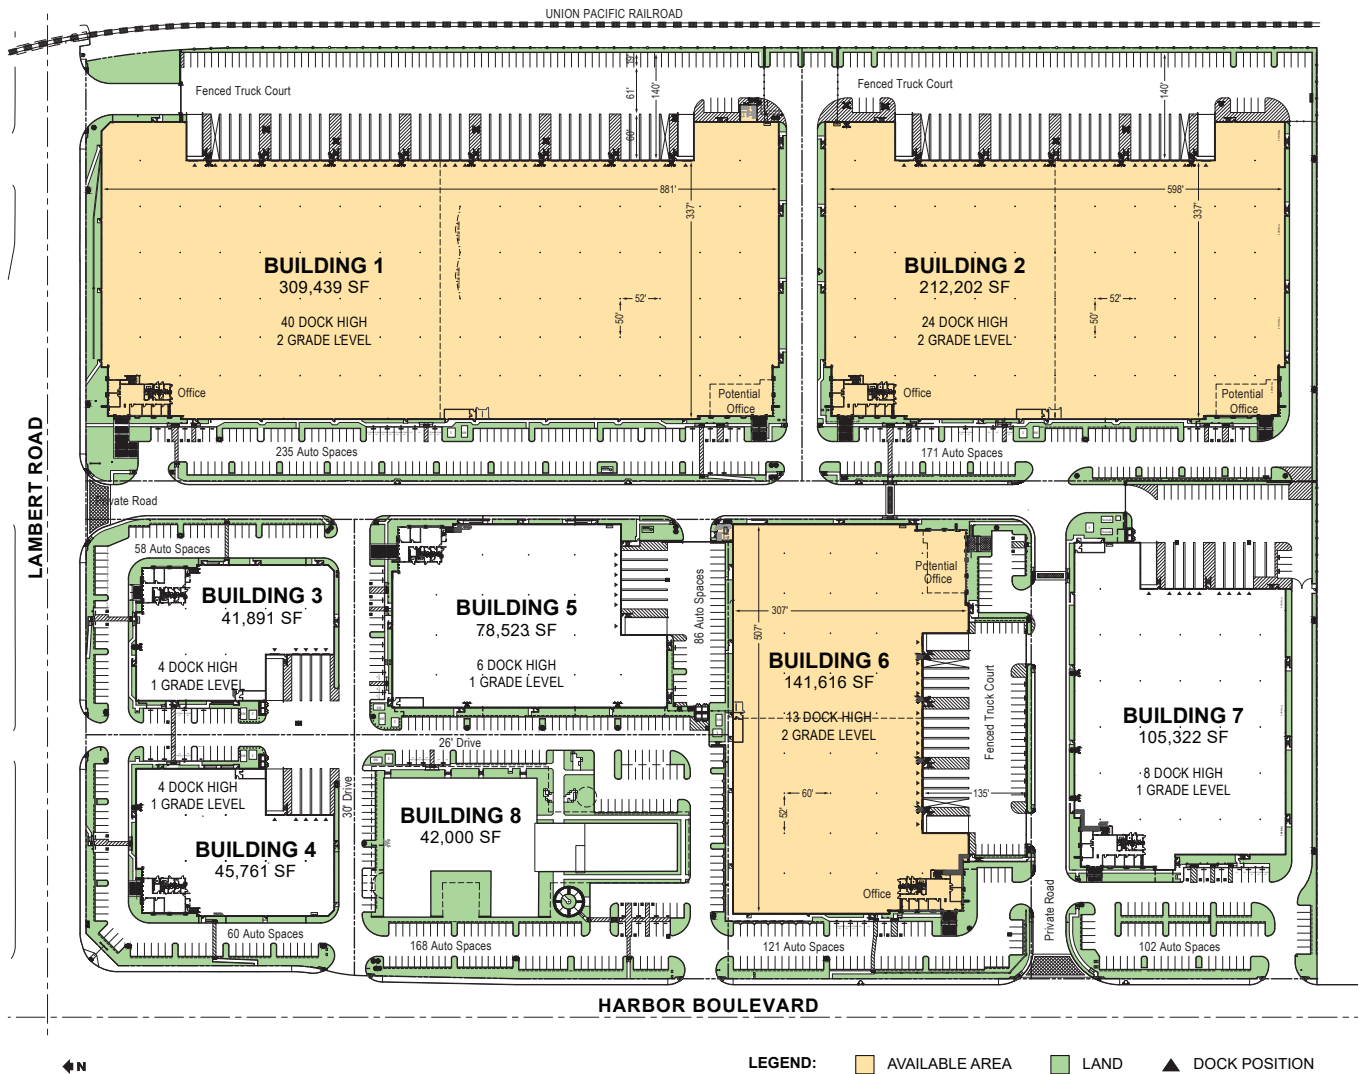 UNION PACIFIC RAILROAD
Fenced Truck Court
19'
61'
140'
60'
Fenced Truck Court
140'
881'
337'
598'
337'
BUILDING 1
309,439 SF
40 DOCK HIGH
2 GRADE LEVEL
52'
50'
BUILDING 2
212,202 SF
24 DOCK HIGH
2 GRADE LEVEL
52'
50'
Office
Potential
Office
Office
Potential
Office
235 Auto Spaces
171 Auto Spaces
LAMBERT ROAD
Private Road
58 Auto Spaces
BUILDING 3
41,891 SF
4 DOCK HIGH
1 GRADE LEVEL
BUILDING 5
78,523 SF
6 DOCK HIGH
1 GRADE LEVEL
86 Auto Spaces
Potential
Office
307'
507'
BUILDING 6
141,616 SF
13 DOCK HIGH
2 GRADE LEVEL
60'
52'
Fenced Truck Court
135'
Office
BUILDING 7
105,322 SF
8 DOCK HIGH
1 GRADE LEVEL
26' Drive
30' Drive
4 DOCK HIGH
1 GRADE LEVEL
BUILDING 4
45,761 SF
BUILDING 8
42,000 SF
60 Auto Spaces
168 Auto Spaces
121 Auto Spaces
Private Road
102 Auto Spaces
HARBOR BOULEVARD
N
LEGEND:
AVAILABLE AREA
LAND
DOCK POSITION